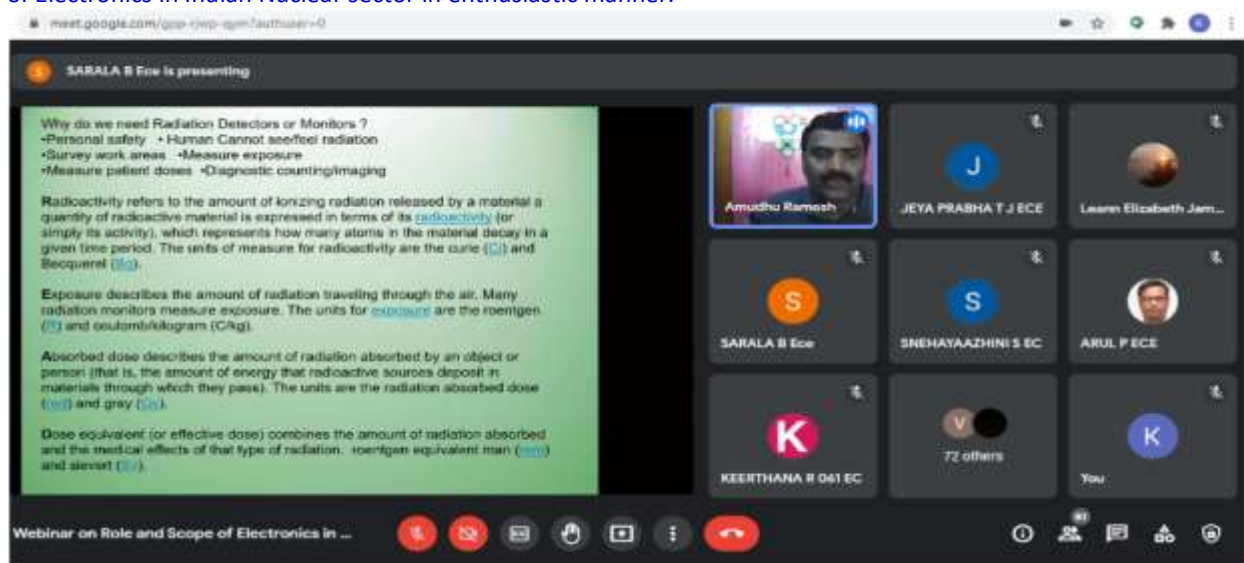 of Electronics in Indian Nuclear sector in enthusiastic manner.
meet.google.com/
SARALA B Ece is presenting
Why do we need Radiation Detectors or Monitors ?
•Personal safety • Human Cannot see/feel radiation
•Survey work areas •Measure exposure
•Measure patient doses •Diagnostic counting/imaging
Radioactivity refers to the amount of ionizing radiation released by a material a
quantity of radioactive material is expressed in terms of its radioactivity (or
simply its activity), which represents how many atoms in the material decay in a
given time period. The units of measure for radioactivity are the curie (Ci) and
Becquerel (Bq).
Exposure describes the amount of radiation traveling through the air. Many
radiation monitors measure exposure. The units for exposure are the roentgen
(R) and coulomb/kilogram (C/kg).
Absorbed dose describes the amount of radiation absorbed by an object or
person (that is, the amount of energy that radioactive sources deposit in
materials through which they pass). The units are the radiation absorbed dose
(rad) and gray (Gy).
Dose equivalent (or effective dose) combines the amount of radiation absorbed
and the medical effects of that type of radiation. roentgen equivalent man (rem)
and sievert (Sv).
Amudhu Ramesh
J
JEYA PRABHA T J ECE
Leann Elizabeth Jam...
S
SARALA B Ece
S
SNEHAYAAZHINI S EC
ARUL P ECE
K
KEERTHANA R 061 EC
V
72 others
K
You
Webinar on Role and Scope of Electronics in ...